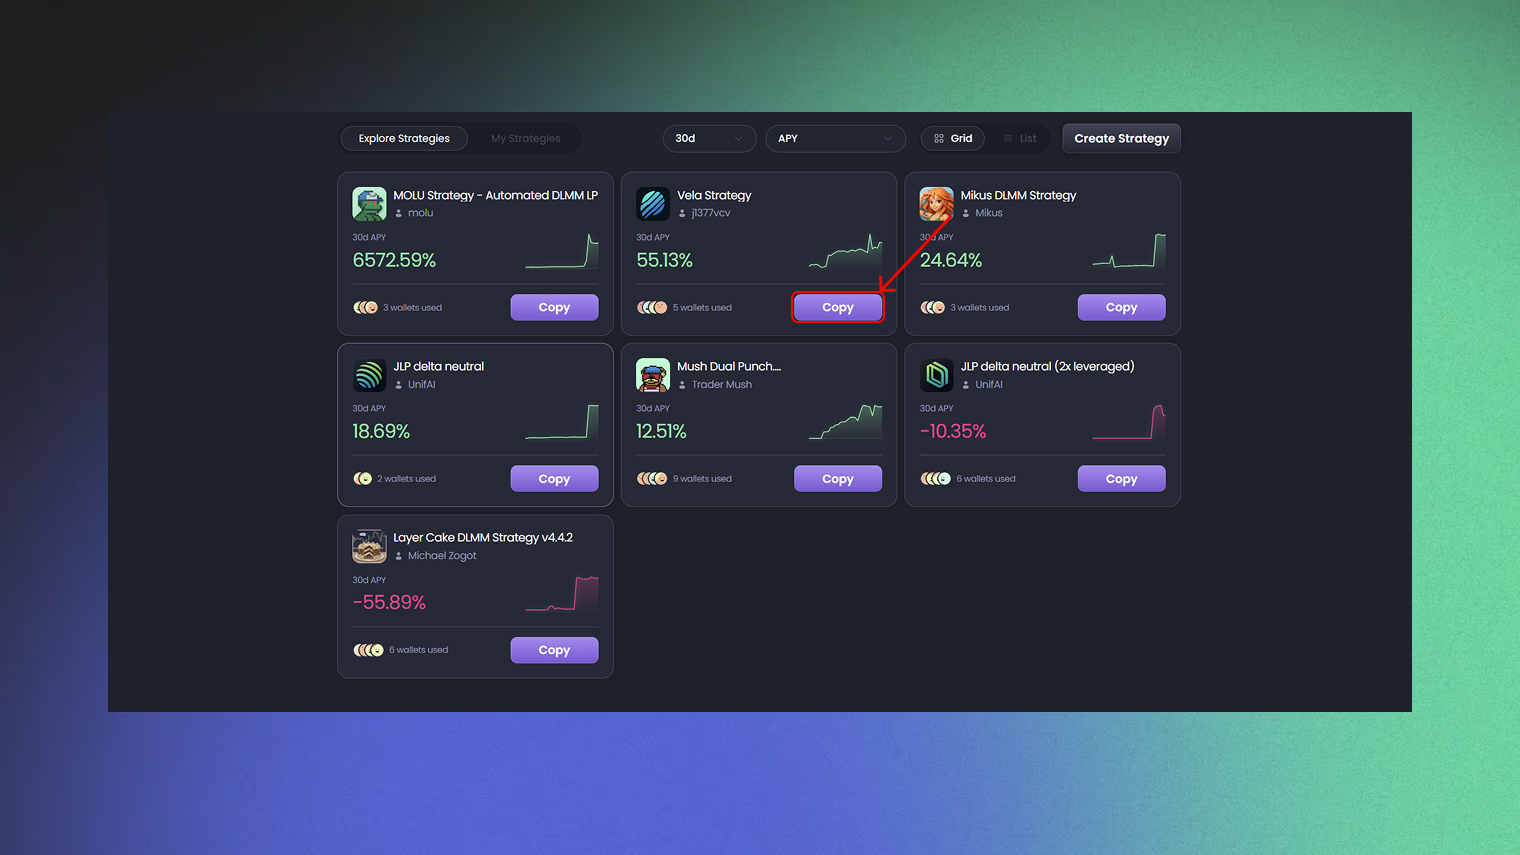 Explore Strategies
My Strategies
30d
APY
Grid
List
Create Strategy
MOLU Strategy - Automated DLMM LP
molu
30d APY
6572.59%
3 wallets used
Copy
Vela Strategy
j1377vcv
30d APY
55.13%
5 wallets used
Copy
Mikus DLMM Strategy
Mikus
30d APY
24.64%
3 wallets used
Copy
JLP delta neutral
UnifAI
30d APY
18.69%
2 wallets used
Copy
Mush Dual Punch....
Trader Mush
30d APY
12.51%
9 wallets used
Copy
JLP delta neutral (2x leveraged)
UnifAI
30d APY
-10.35%
6 wallets used
Copy
Layer Cake DLMM Strategy v4.4.2
Michael Zogot
30d APY
-55.89%
6 wallets used
Copy